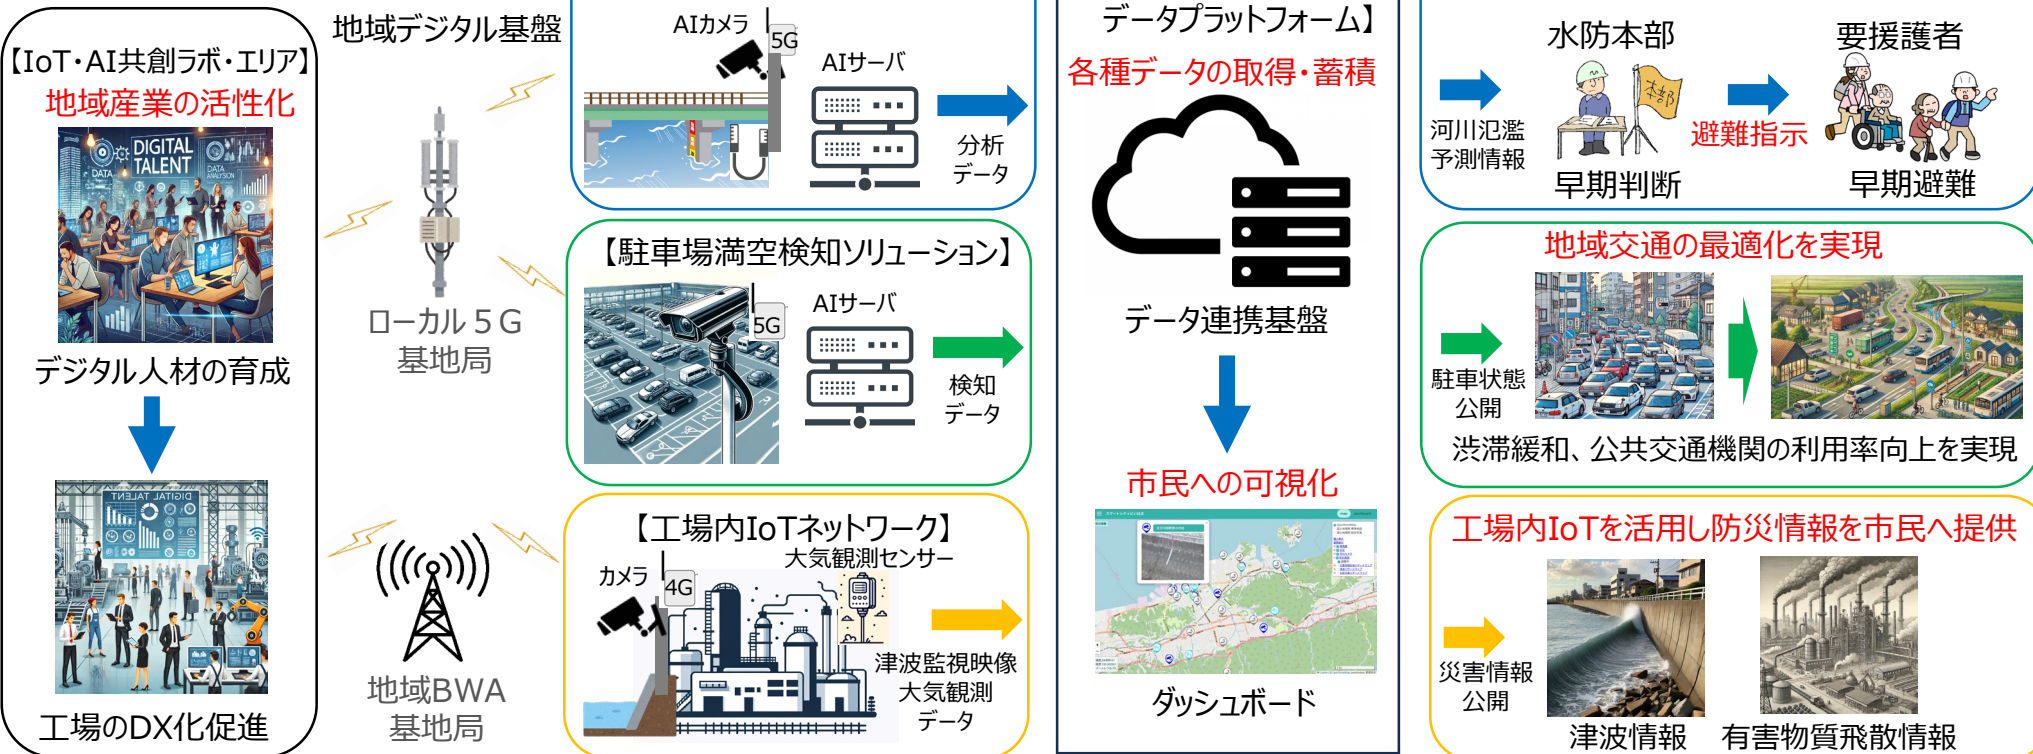 【IoT・AI共創ラボ・エリア】
地域産業の活性化
DIGITAL
TALENT
DATA
DATA
ANALYSION
デジタル人材の育成
DIGITAL TALENT
工場のDX化促進
地域デジタル基盤
ローカル５G
基地局
地域BWA
基地局
AIカメラ
5G
AIサーバ
分析
データ
【駐車場満空検知ソリューション】
5G
AIサーバ
検知
データ
【工場内IoTネットワーク】
大気観測センサー
カメラ
4G
津波監視映像
大気観測
データ
データプラットフォーム】
各種データの取得・蓄積
データ連携基盤
市民への可視化
ダッシュボード
河川氾濫
予測情報
水防本部
本部
早期判断
避難指示
要援護者
早期避難
地域交通の最適化を実現
駐車状態
公開
渋滞緩和、公共交通機関の利用率向上を実現
工場内IoTを活用し防災情報を市民へ提供
災害情報
公開
津波情報
有害物質飛散情報